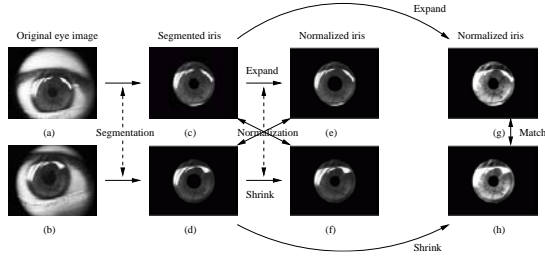 Expand
Original eye image
Segmented iris
Normalized iris
Normalized iris
Expand
(a)
Segmentation
(c)
Normalization
(e)
(g)
Match
Shrink
(b)
(d)
(f)
(h)
Shrink